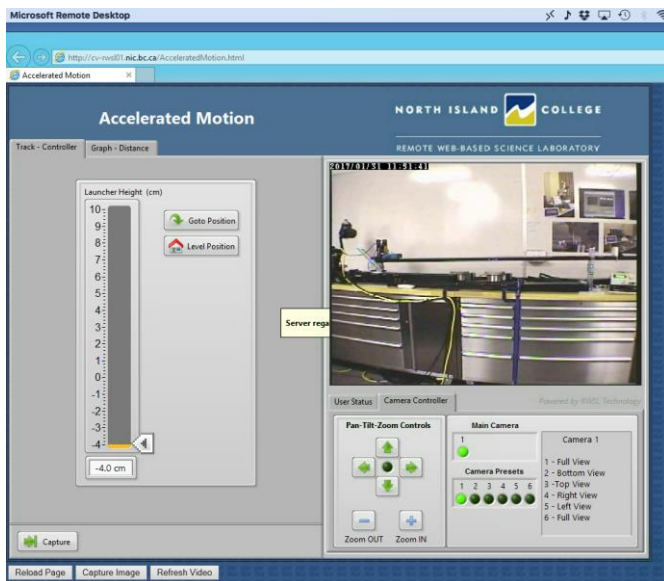 Microsoft Remote Desktop
http://cv-rwsl01.nic.bc.ca/AcceleratedMotion.html
Accelerated Motion
Accelerated Motion
NORTH ISLAND COLLEGE
REMOTE WEB-BASED SCIENCE LABORATORY
Track - Controller
Graph - Distance
2017/01/31 11:51:41
Launcher Height (cm)
10
9
8
7
6
5
4
3
2
1
0
-1
-2
-3
-4
-4.0 cm
Goto Position
Level Position
Server rega
User Status
Camera Controller
Powered by RWSL Technology
Pan-Tilt-Zoom Controls
Zoom OUT
Zoom IN
Main Camera
1
Camera Presets
1 2 3 4 5 6
Camera 1
1 - Full View
2 - Bottom View
3 -Top View
4 - Right View
5 - Left View
6 - Full View
Capture
Reload Page
Capture Image
Refresh Video